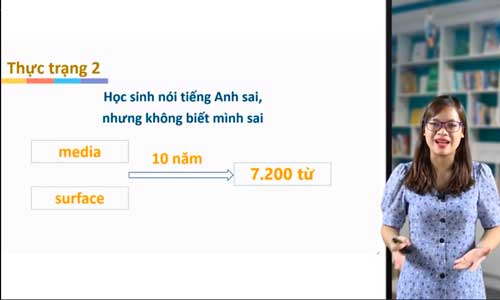 Thực trạng 2
Học sinh nói tiếng Anh sai,
nhưng không biết mình sai
media
10 năm
7.200 từ
surface